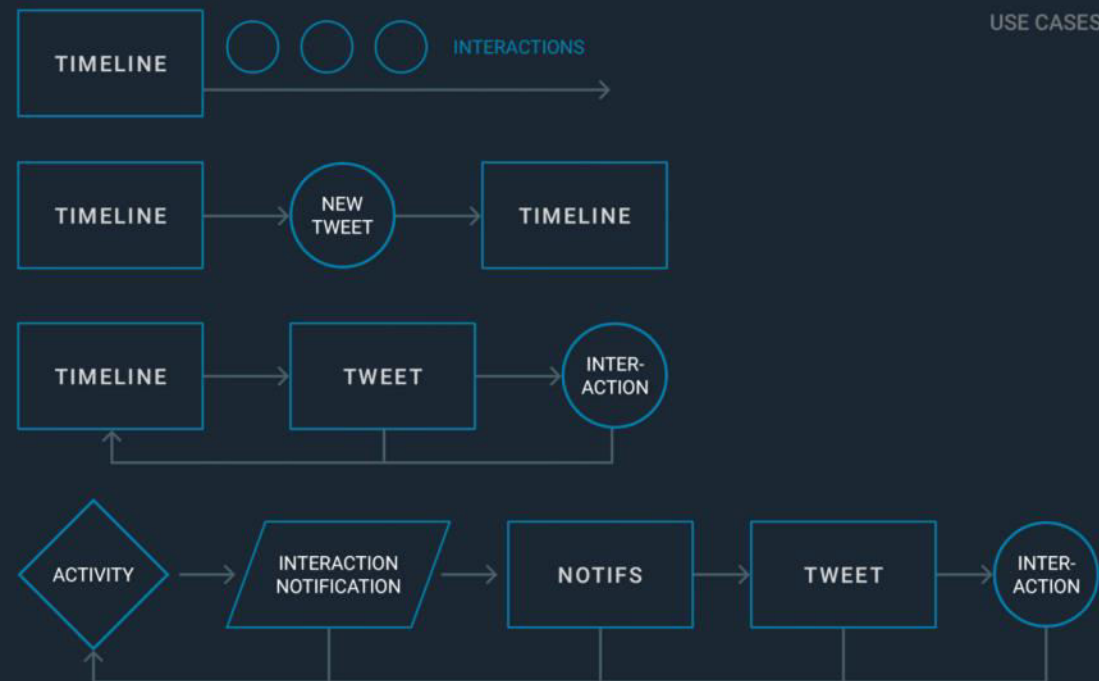 USE CASES
TIMELINE
INTERACTIONS
TIMELINE
NEW
TWEET
TIMELINE
TIMELINE
TWEET
INTER-
ACTION
ACTIVITY
INTERACTION
NOTIFICATION
NOTIFS
TWEET
INTER-
ACTION